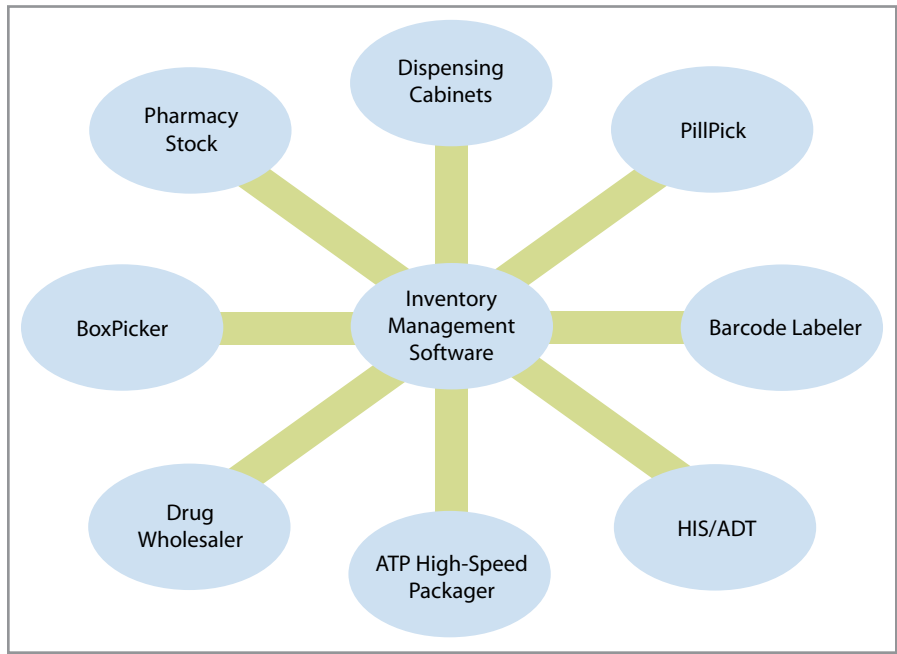 Dispensing
Cabinets
Pharmacy
Stock
PillPick
BoxPicker
Inventory
Management
Software
Barcode Labeler
Drug
Wholesaler
ATP High-Speed
Packager
HIS/ADT